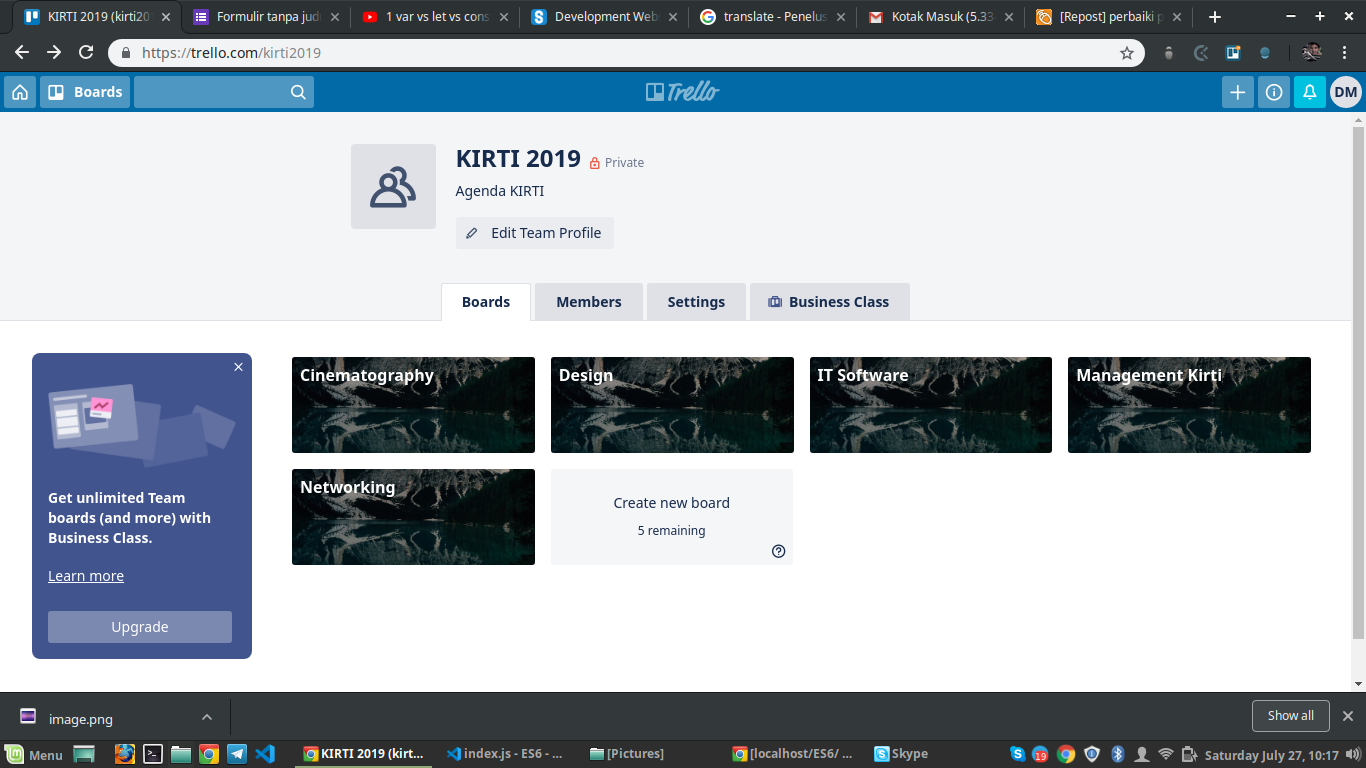 KIRTI 2019 (kirti20
Formulir tanpa jud
1 var vs let vs cons
Development Web
translate - Penelus
Kotak Masuk (5.33
[Repost] perbaiki p
https://trello.com/kirti2019
Boards
Trello
DM
KIRTI 2019
Private
Agenda KIRTI
Edit Team Profile
Boards
Members
Settings
Business Class
Get unlimited Team
boards (and more) with
Business Class.
Learn more
Upgrade
Cinematography
Design
IT Software
Management Kirti
Networking
Create new board
5 remaining
image.png
Show all
Menu
KIRTI 2019 (kirt...
index.js - ES6 - ...
[Pictures]
[localhost/ES6/ ...
Skype
19
Saturday July 27, 10:17